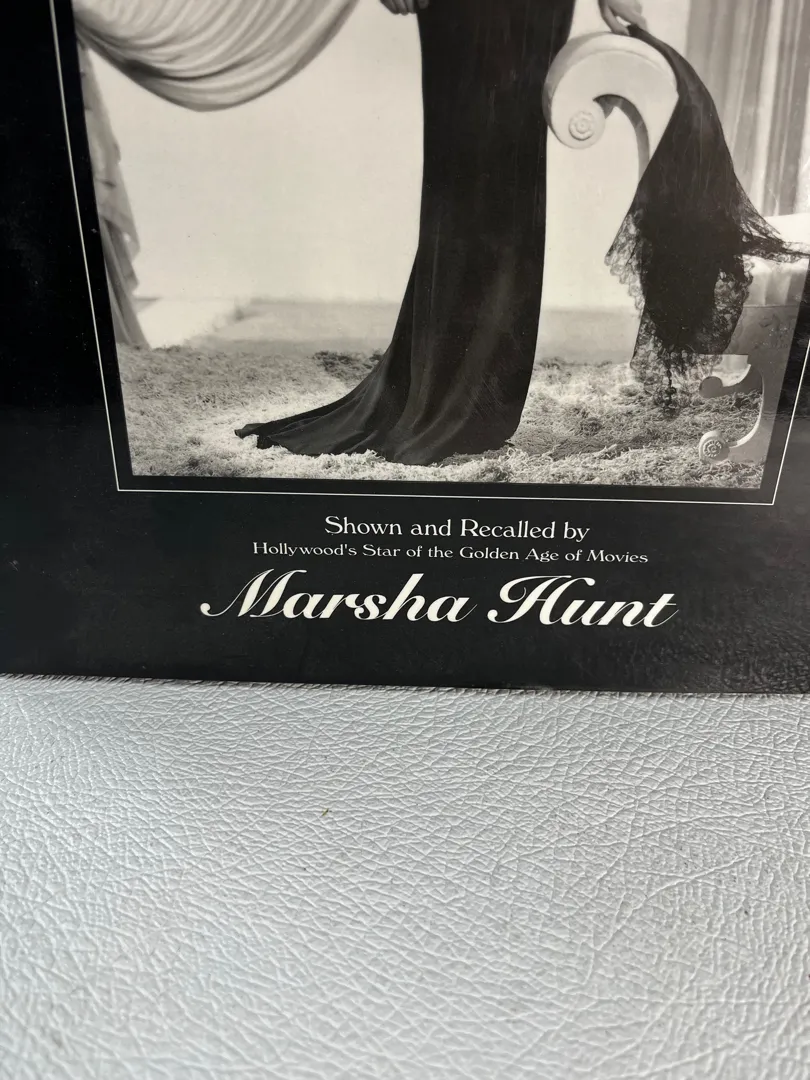 Shown and Recalled by
Hollywood's Star of the Golden Age of Movies
Marsha Hunt